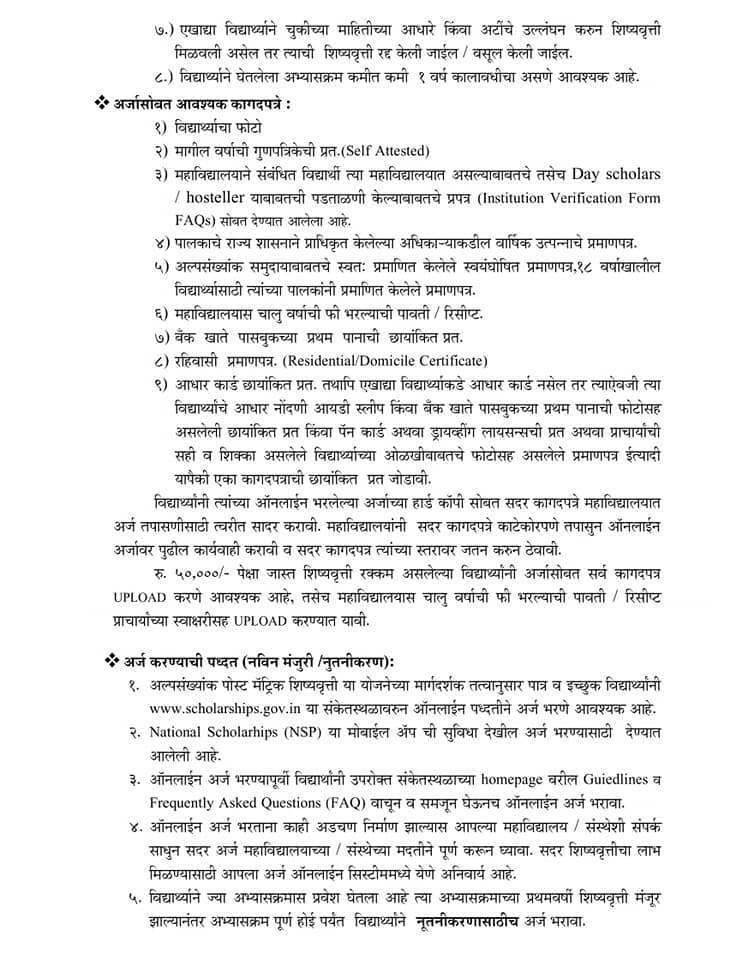 ७.) एखाद्या विद्यार्थ्याने चुकीच्या माहितीच्या आधारे किंवा अटींचे उल्लंघन करुन शिष्यवृत्ती
मिळवली असेल तर त्याची शिष्यवृत्ती रद्द केली जाईल / वसूल केली जाईल.
८.) विद्यार्थ्याने घेतलेला अभ्यासक्रम कमीत कमी १ वर्ष कालावधीचा असणे आवश्यक आहे.
❖ अर्जासोबत आवश्यक कागदपत्रे :
१) विद्यार्थ्याचा फोटो
२) मागील वर्षाची गुणपत्रिकेची प्रत.(Self Attested)
३) महाविद्यालयाने संबंधित विद्यार्थी त्या महाविद्यालयात असल्याबाबतचे तसेच Day scholars
/ hosteller याबाबतची पडताळणी केल्याबाबतचे प्रपत्र (Institution Verification Form
FAQs) सोबत देण्यात आलेला आहे.
४) पालकाचे राज्य शासनाने प्राधिकृत केलेल्या अधिकाऱ्याकडील वार्षिक उत्पन्नाचे प्रमाणपत्र.
५) अल्पसंख्यांक समुदायाबाबतचे स्वत: प्रमाणित केलेले स्वयंघोषित प्रमाणपत्र,१८ वर्षाखालील
विद्यार्थ्यासाठी त्यांच्या पालकांनी प्रमाणित केलेले प्रमाणपत्र.
६) महाविद्यालयास चालु वर्षाची फी भरल्याची पावती / रिसीप्ट.
७) बँक खाते पासबुकच्या प्रथम पानाची छायांकित प्रत.
८) रहिवासी प्रमाणपत्र. (Residential/Domicile Certificate)
९) आधार कार्ड छायांकित प्रत. तथापि एखाद्या विद्यार्थ्याकडे आधार कार्ड नसेल तर त्याऐवजी त्या
विद्यार्थ्यांचे आधार नोंदणी आयडी स्लीप किंवा बँक खाते पासबुकच्या प्रथम पानाची फोटोसह
असलेली छायांकित प्रत किंवा पॅन कार्ड अथवा ड्रायव्हींग लायसन्सची प्रत अथवा प्राचार्यांची
सही व शिक्का असलेले विद्यार्थ्याच्या ओळखीबाबतचे फोटोसह असलेले प्रमाणपत्र ईत्यादी
यापैकी एका कागदपत्राची छायांकित प्रत जोडावी.
विद्यार्थ्यांनी त्यांच्या ऑनलाईन भरलेल्या अर्जाच्या हार्ड कॉपी सोबत सदर कागदपत्रे महाविद्यालयात
अर्ज तपासणीसाठी त्वरीत सादर करावी. महाविद्यालयांनी सदर कागदपत्रे काटेकोरपणे तपासुन ऑनलाईन
अर्जावर पुढील कार्यवाही करावी व सदर कागदपत्र त्यांच्या स्तरावर जतन करुन ठेवावी.
रु. ५०,०००/- पेक्षा जास्त शिष्यवृत्ती रक्कम असलेल्या विद्यार्थ्यांनी अर्जासोबत सर्व कागदपत्र
UPLOAD करणे आवश्यक आहे, तसेच महाविद्यालयास चालु वर्षाची फी भरल्याची पावती / रिसीप्ट
प्राचार्यांच्या स्वाक्षरीसह UPLOAD करण्यात यावी.
❖ अर्ज करण्याची पध्दत (नविन मंजुरी /नुतनीकरण):
१. अल्पसंख्यांक पोस्ट मॅट्रिक शिष्यवृत्ती या योजनेच्या मार्गदर्शक तत्वानुसार पात्र व इच्छुक विद्यार्थ्यांनी
www.scholarships.gov.in या संकेतस्थळावरुन ऑनलाईन पध्दतीने अर्ज भरणे आवश्यक आहे.
२. National Scholarhips (NSP) या मोबाईल ॲप ची सुविधा देखील अर्ज भरण्यासाठी देण्यात
आलेली आहे.
३. ऑनलाईन अर्ज भरण्यापूर्वी विद्यार्थांनी उपरोक्त संकेतस्थळाच्या homepage वरील Guiedlines व
Frequently Asked Questions (FAQ) वाचून व समजून घेऊनच ऑनलाईन अर्ज भरावा.
४. ऑनलाईन अर्ज भरताना काही अडचण निर्माण झाल्यास आपल्या महाविद्यालय / संस्थेशी संपर्क
साधुन सदर अर्ज महाविद्यालयाच्या / संस्थेच्या मदतीने पूर्ण करून घ्यावा. सदर शिष्यवृत्तीचा लाभ
मिळण्यासाठी आपला अर्ज ऑनलाईन सिस्टीममध्ये येणे अनिवार्य आहे.
५. विद्यार्थ्याने ज्या अभ्यासक्रमास प्रवेश घेतला आहे त्या अभ्यासक्रमाच्या प्रथमवर्षी शिष्यवृत्ती मंजूर
झाल्यानंतर अभ्यासक्रम पूर्ण होई पर्यंत विद्यार्थ्याने नूतनीकरणासाठीच अर्ज भरावा.